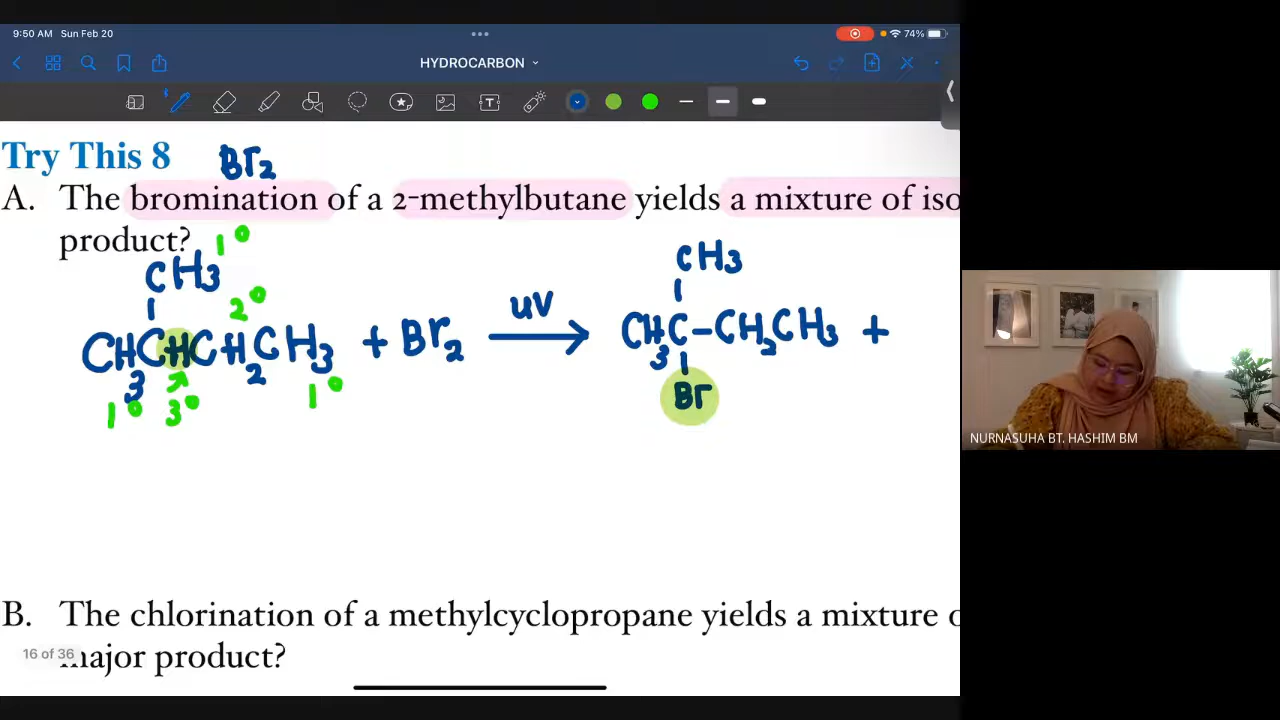 9:50 AM Sun Feb 20
74%
HYDROCARBON
T
Try This 8
Br2
A. The bromination of a 2-methylbutane yields a mixture of iso
product?
1°
CH3
2°
CH3CHCH2CH3 + Br2 uv CH3C-CH2CH3 +
1° 3° 1°
CH3
Br
NURNASUHA BT. HASHIM BM
B. The chlorination of a methylcyclopropane yields a mixture o
major product?
16 of 36